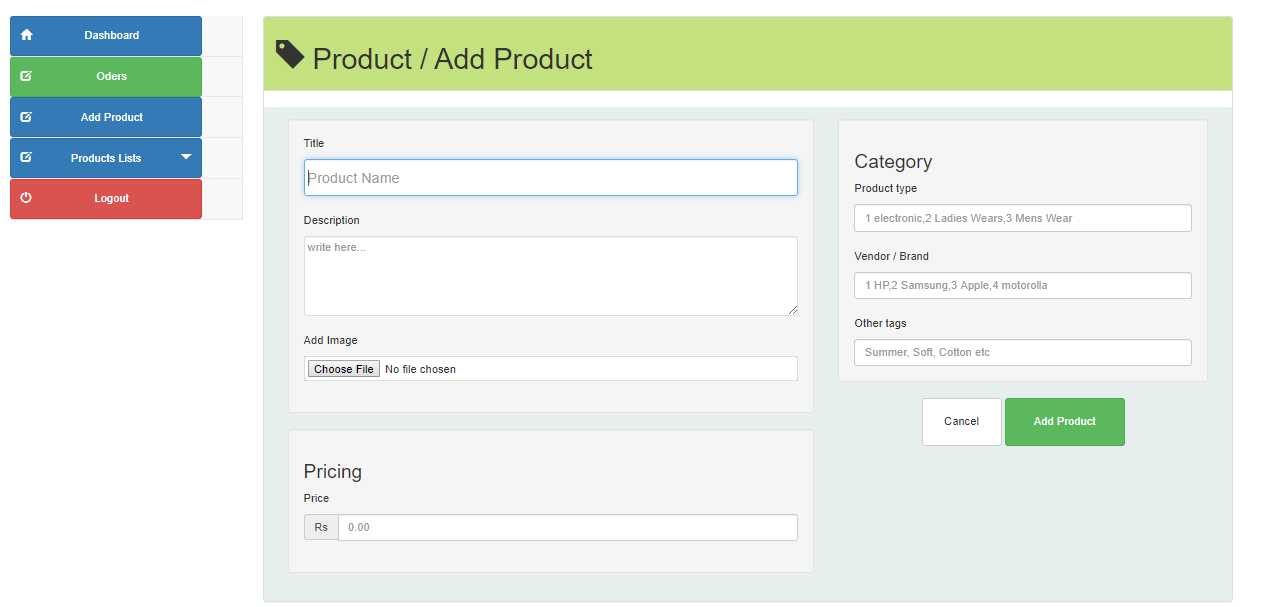 Dashboard
Oders
Add Product
Products Lists
Logout
Product / Add Product
Title
Product Name
Description
write here...
Add Image
Choose File No file chosen
Pricing
Price
Rs 0.00
Category
Product type
1 electronic,2 Ladies Wears,3 Mens Wear
Vendor / Brand
1 HP,2 Samsung,3 Apple,4 motorolla
Other tags
Summer, Soft, Cotton etc
Cancel Add Product